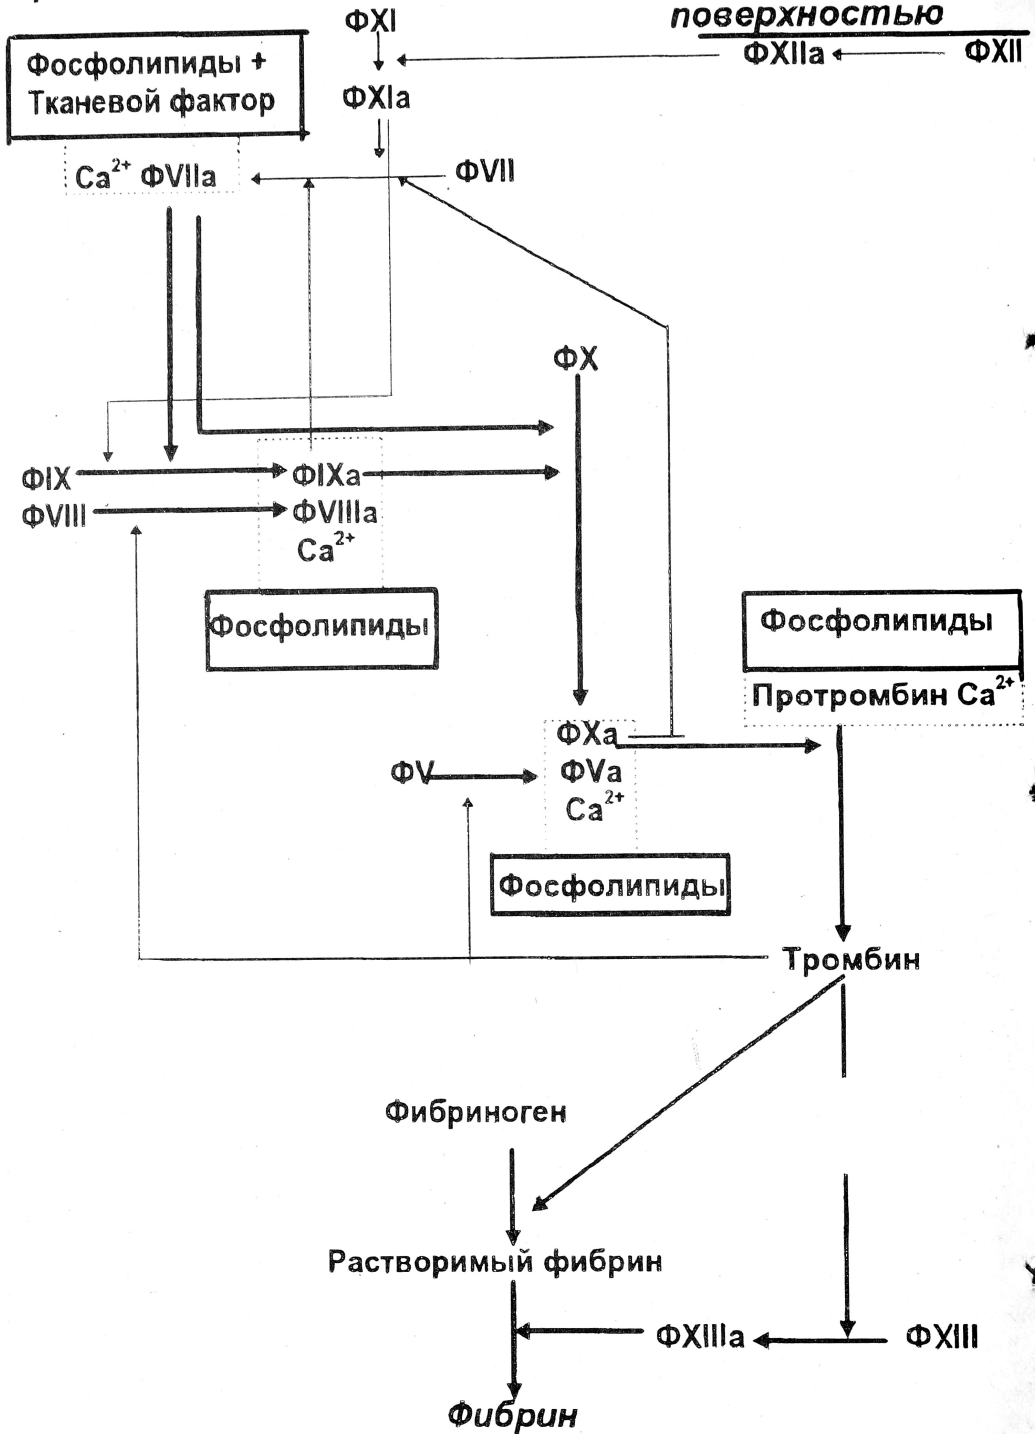 поверхностью
ФXI
ФXIIa
ФXII
Фосфолипиды +
Тканевой фактор
ФXIa
Ca2+ ФVIIa
ФVII
ФX
ФIX
ФIXa
ФVIII
ФVIIIa
Ca2+
Фосфолипиды
Фосфолипиды
Протромбин Ca2+
ФXa
ФV
ФVa
Ca2+
Фосфолипиды
Тромбин
Фибриноген
Растворимый фибрин
ФXIIIa
ФXIII
Фибрин